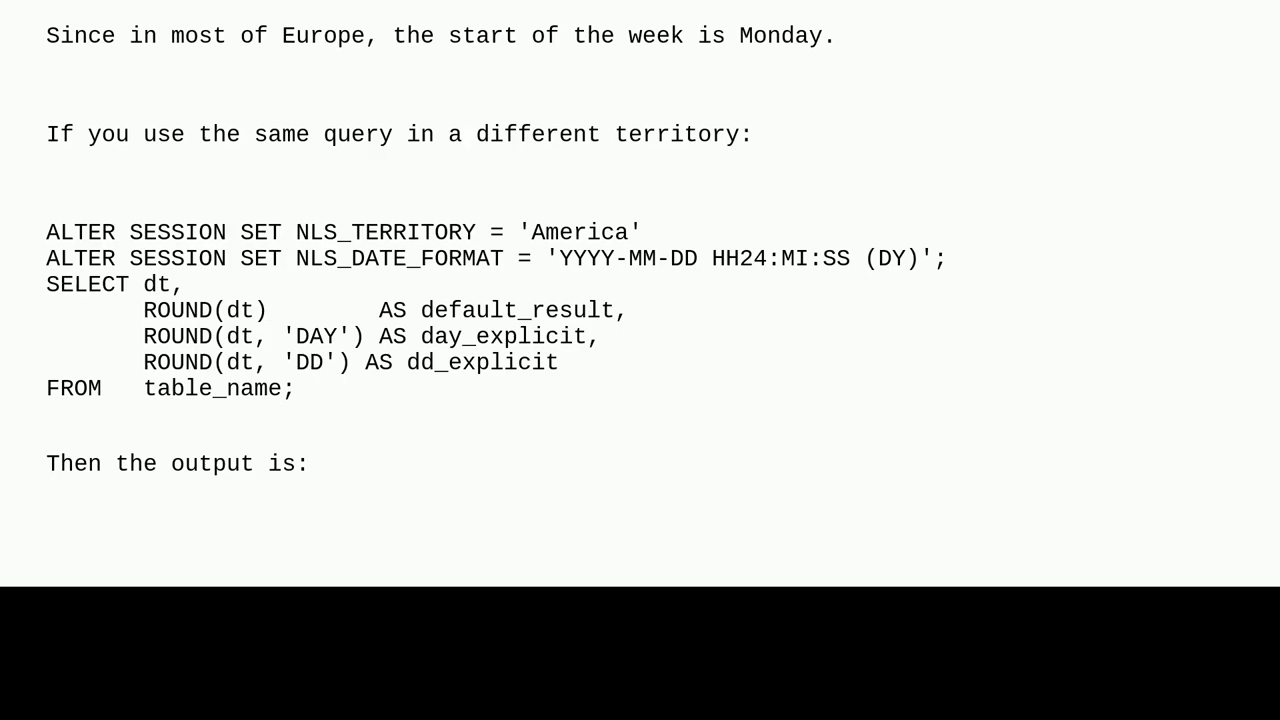 Since in most of Europe, the start of the week is Monday.
If you use the same query in a different territory:
ALTER SESSION SET NLS_TERRITORY = 'America'
ALTER SESSION SET NLS_DATE_FORMAT = 'YYYY-MM-DD HH24:MI:SS (DY)';
SELECT dt,
       ROUND(dt)        AS default_result,
       ROUND(dt, 'DAY') AS day_explicit,
       ROUND(dt, 'DD') AS dd_explicit
FROM   table_name;
Then the output is: